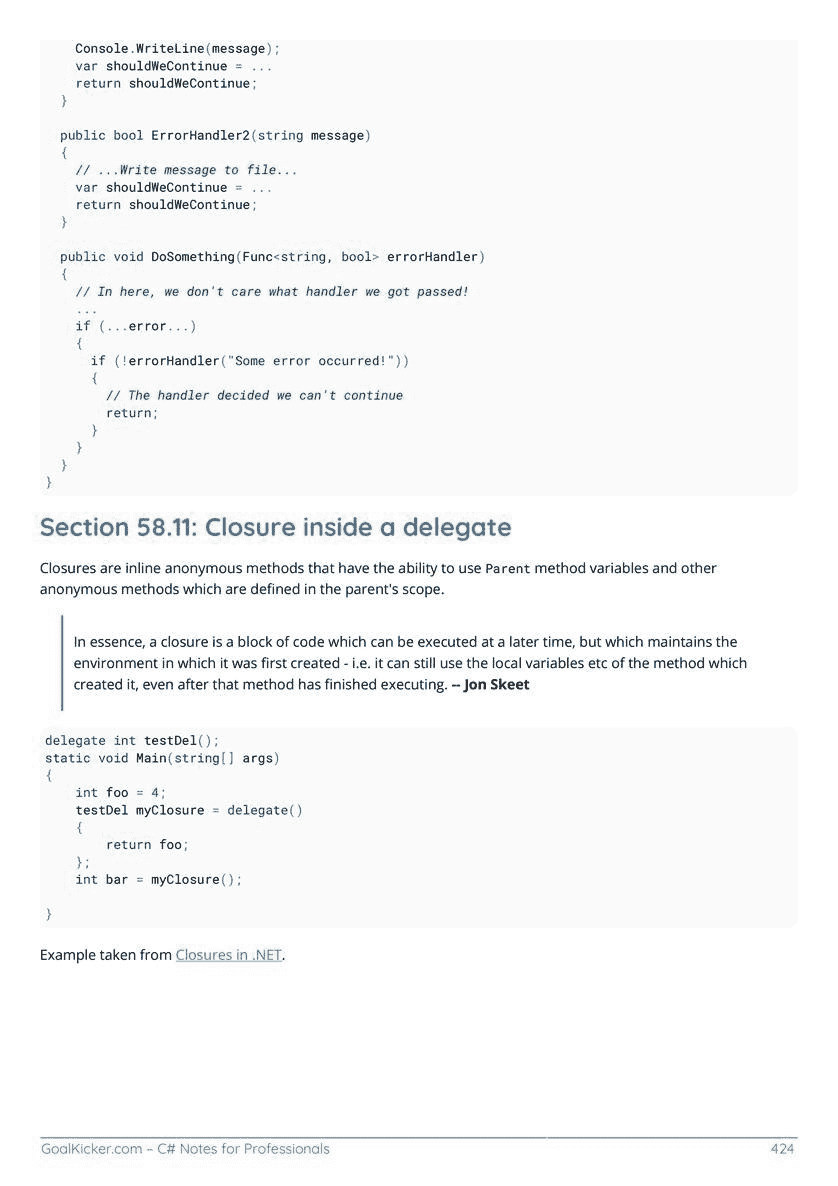 Console.WriteLine(message);
    var shouldWeContinue = ...
    return shouldWeContinue;
  }

  public bool ErrorHandler2(string message)
  {
    // ...Write message to file...
    var shouldWeContinue = ...
    return shouldWeContinue;
  }

  public void DoSomething(Func<string, bool> errorHandler)
  {
    // In here, we don't care what handler we got passed!
    ...
    if (...error...)
    {
      if (!errorHandler("Some error occurred!"))
      {
        // The handler decided we can't continue
        return;
      }
    }
  }
}
Section 58.11: Closure inside a delegate
Closures are inline anonymous methods that have the ability to use Parent method variables and other
anonymous methods which are defined in the parent's scope.
In essence, a closure is a block of code which can be executed at a later time, but which maintains the
environment in which it was first created - i.e. it can still use the local variables etc of the method which
created it, even after that method has finished executing. -- Jon Skeet
delegate int testDel();
static void Main(string[] args)
{
    int foo = 4;
    testDel myClosure = delegate()
    {
        return foo;
    };
    int bar = myClosure();

}
Example taken from Closures in .NET.
GoalKicker.com – C# Notes for Professionals
424